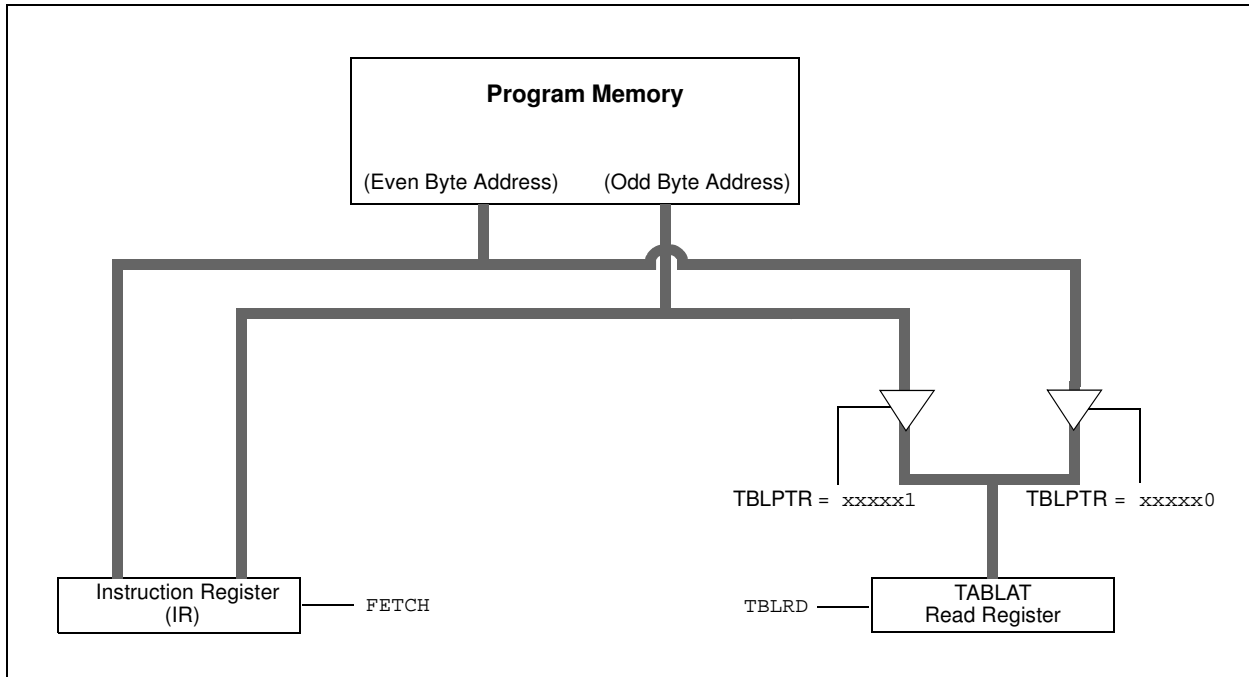 Program Memory
(Even Byte Address) (Odd Byte Address)
TBLPTR = xxxxx1 TBLPTR = xxxxx0
Instruction Register
(IR)
FETCH
TBLRD
TABLAT
Read Register